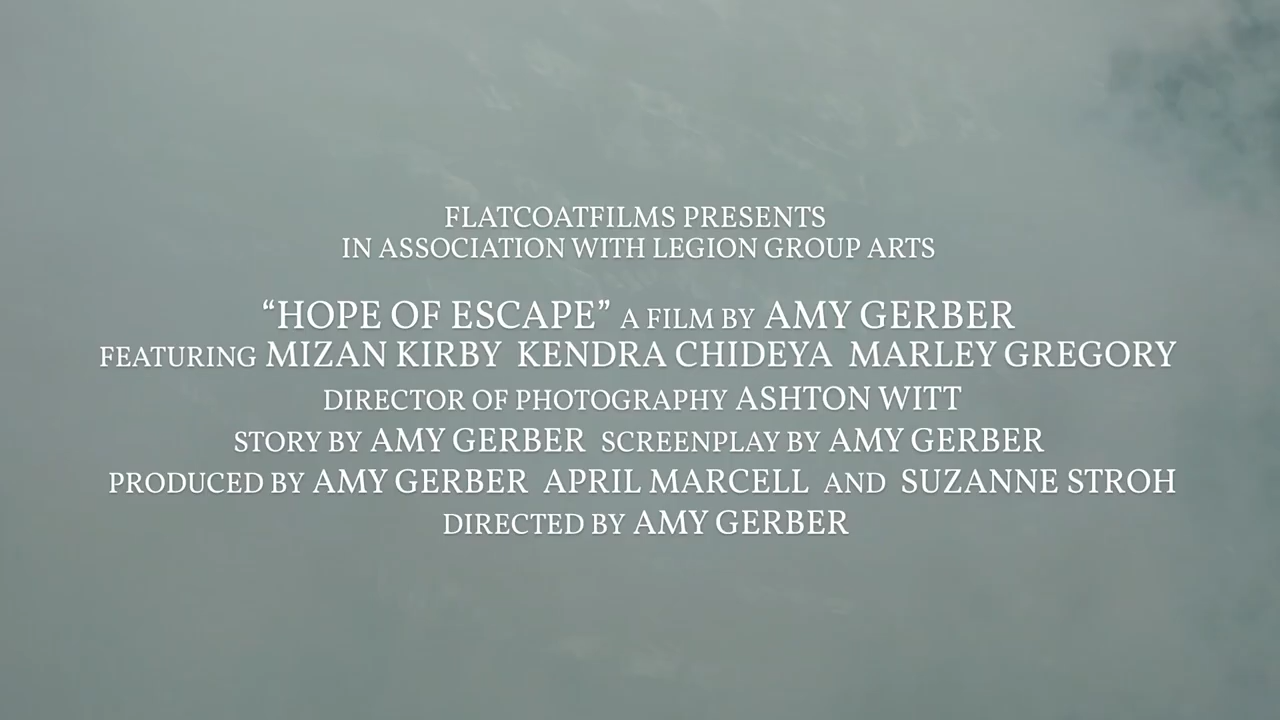 FLATCOATFILMS PRESENTS
IN ASSOCIATION WITH LEGION GROUP ARTS
“HOPE OF ESCAPE” A FILM BY AMY GERBER
FEATURING MIZAN KIRBY KENDRA CHIDEYA MARLEY GREGORY
DIRECTOR OF PHOTOGRAPHY ASHTON WITT
STORY BY AMY GERBER SCREENPLAY BY AMY GERBER
PRODUCED BY AMY GERBER APRIL MARCELL AND SUZANNE STROH
DIRECTED BY AMY GERBER